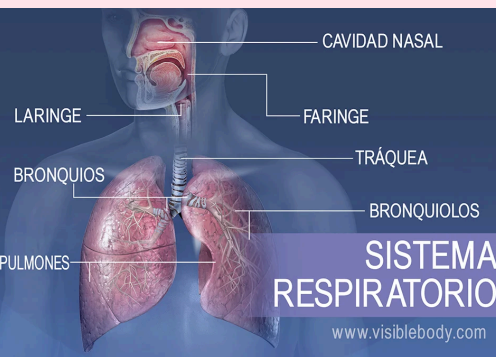 CAVIDAD NASAL
LARINGE
FARINGE
TRÁQUEA
BRONQUIOS
BRONQUIOLOS
PULMONES
SISTEMA
RESPIRATORIO
www.visiblebody.com